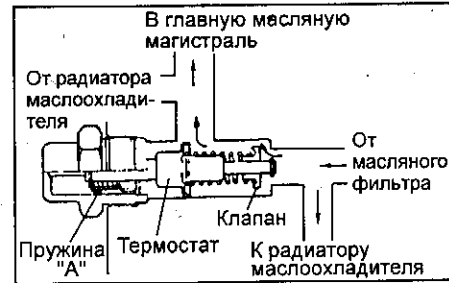 В главную масляную
магистраль
От радиатора
маслоохлади-
теля
От
масляного
фильтра
Клапан
Пружина
"А"
Термостат
К радиатору
маслоохладителя